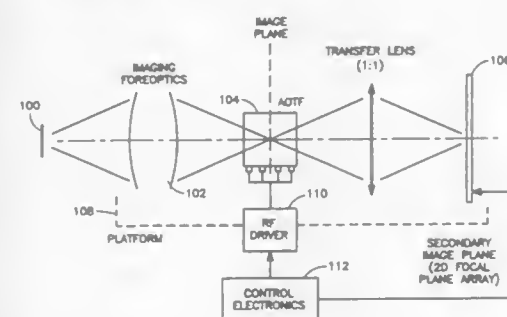 IMAGE
PLANE
IMAGING
FOREOPTICS
TRANSFER LENS
(1:1)
106
104
AOTF
100
102
108
PLATFORM
110
RF
DRIVER
SECONDARY
IMAGE PLANE
(2D FOCAL
PLANE ARRAY)
112
CONTROL
ELECTRONICS